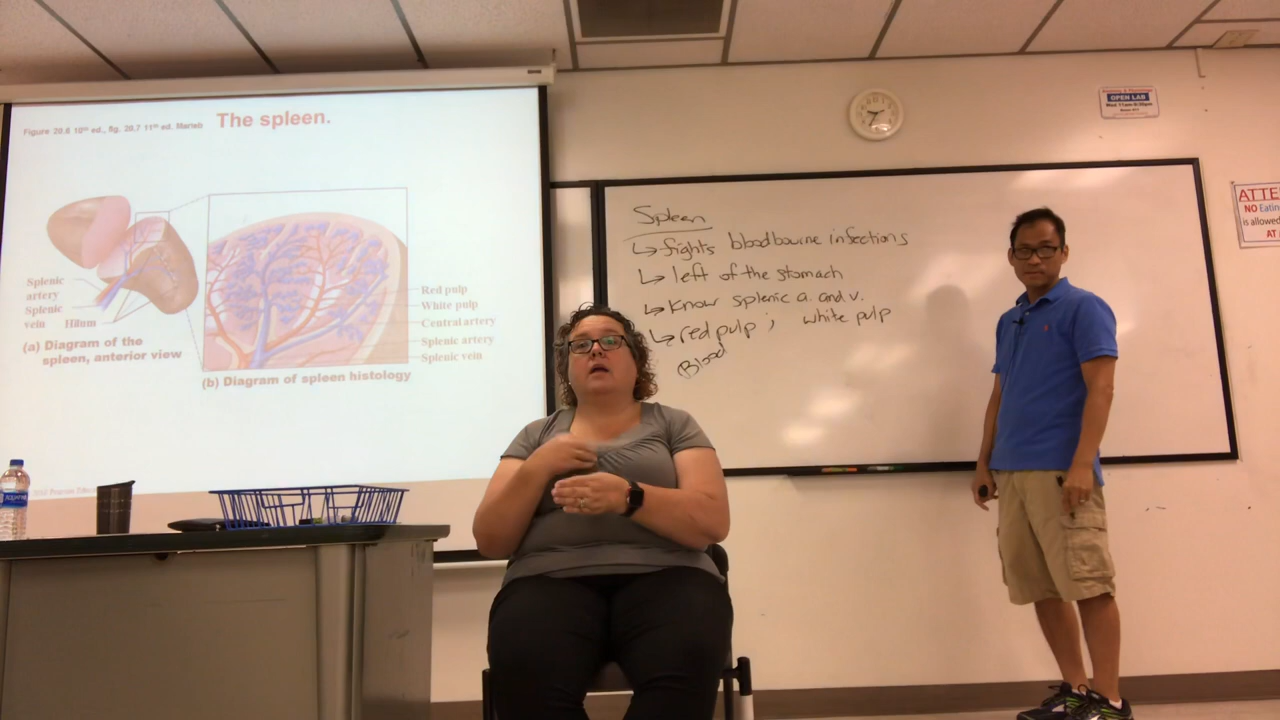 Figure 20.6 10th ed., fig. 20.7 11th ed. Marieb
The spleen.
Splenic
artery
Splenic
vein
Hilum
(a) Diagram of the
spleen, anterior view
Red pulp
White pulp
Central artery
Splenic artery
Splenic vein
(b) Diagram of spleen histology
Spleen
↳ fights bloodbourne infections
↳ left of the stomach
↳ Know splenic a. and v.
↳ red pulp ; white pulp
Blood
OPEN LAB
ATTE
NO Eatin
is allowed
AT